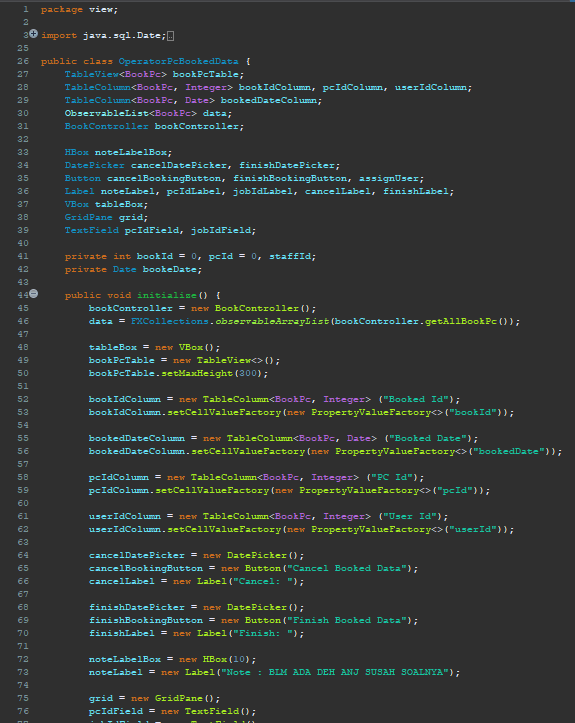 1 package view;
2
3 import java.sql.Date;
25
26 public class OperatorPcBookedData {
27 TableView<BookPc> bookPcTable;
28 TableColumn<BookPc, Integer> bookIdColumn, pcIdColumn, userIdColumn;
29 TableColumn<BookPc, Date> bookedDateColumn;
30 ObservableList<BookPc> data;
31 BookController bookController;
32
33 HBox noteLabelBox;
34 DatePicker cancelDatePicker, finishDatePicker;
35 Button cancelBookingButton, finishBookingButton, assignUser;
36 Label noteLabel, pcIdLabel, jobIdLabel, cancelLabel, finishLabel;
37 VBox tableBox;
38 GridPane grid;
39 TextField pcIdField, jobIdField;
40
41 private int bookId = 0, pcId = 0, staffId;
42 private Date bookeDate;
43
44 public void initialize() {
45 bookController = new BookController();
46 data = FXCollections.observableArrayList(bookController.getAllBookPc());
47
48 tableBox = new VBox();
49 bookPcTable = new TableView<>();
50 bookPcTable.setMaxHeight(300);
51
52 bookIdColumn = new TableColumn<BookPc, Integer> ("Booked Id");
53 bookIdColumn.setCellValueFactory(new PropertyValueFactory<>("bookId"));
54
55 bookedDateColumn = new TableColumn<BookPc, Date> ("Booked Date");
56 bookedDateColumn.setCellValueFactory(new PropertyValueFactory<>("bookedDate"));
57
58 pcIdColumn = new TableColumn<BookPc, Integer> ("PC Id");
59 pcIdColumn.setCellValueFactory(new PropertyValueFactory<>("pcId"));
60
61 userIdColumn = new TableColumn<BookPc, Integer> ("User Id");
62 userIdColumn.setCellValueFactory(new PropertyValueFactory<>("userId"));
63
64 cancelDatePicker = new DatePicker();
65 cancelBookingButton = new Button("Cancel Booked Data");
66 cancelLabel = new Label("Cancel: ");
67
68 finishDatePicker = new DatePicker();
69 finishBookingButton = new Button("Finish Booked Data");
70 finishLabel = new Label("Finish: ");
71
72 noteLabelBox = new HBox(10);
73 noteLabel = new Label("Note : BLM ADA DEH ANJ SUSAH SOALNYA");
74
75 grid = new GridPane();
76 pcIdField = new TextField();